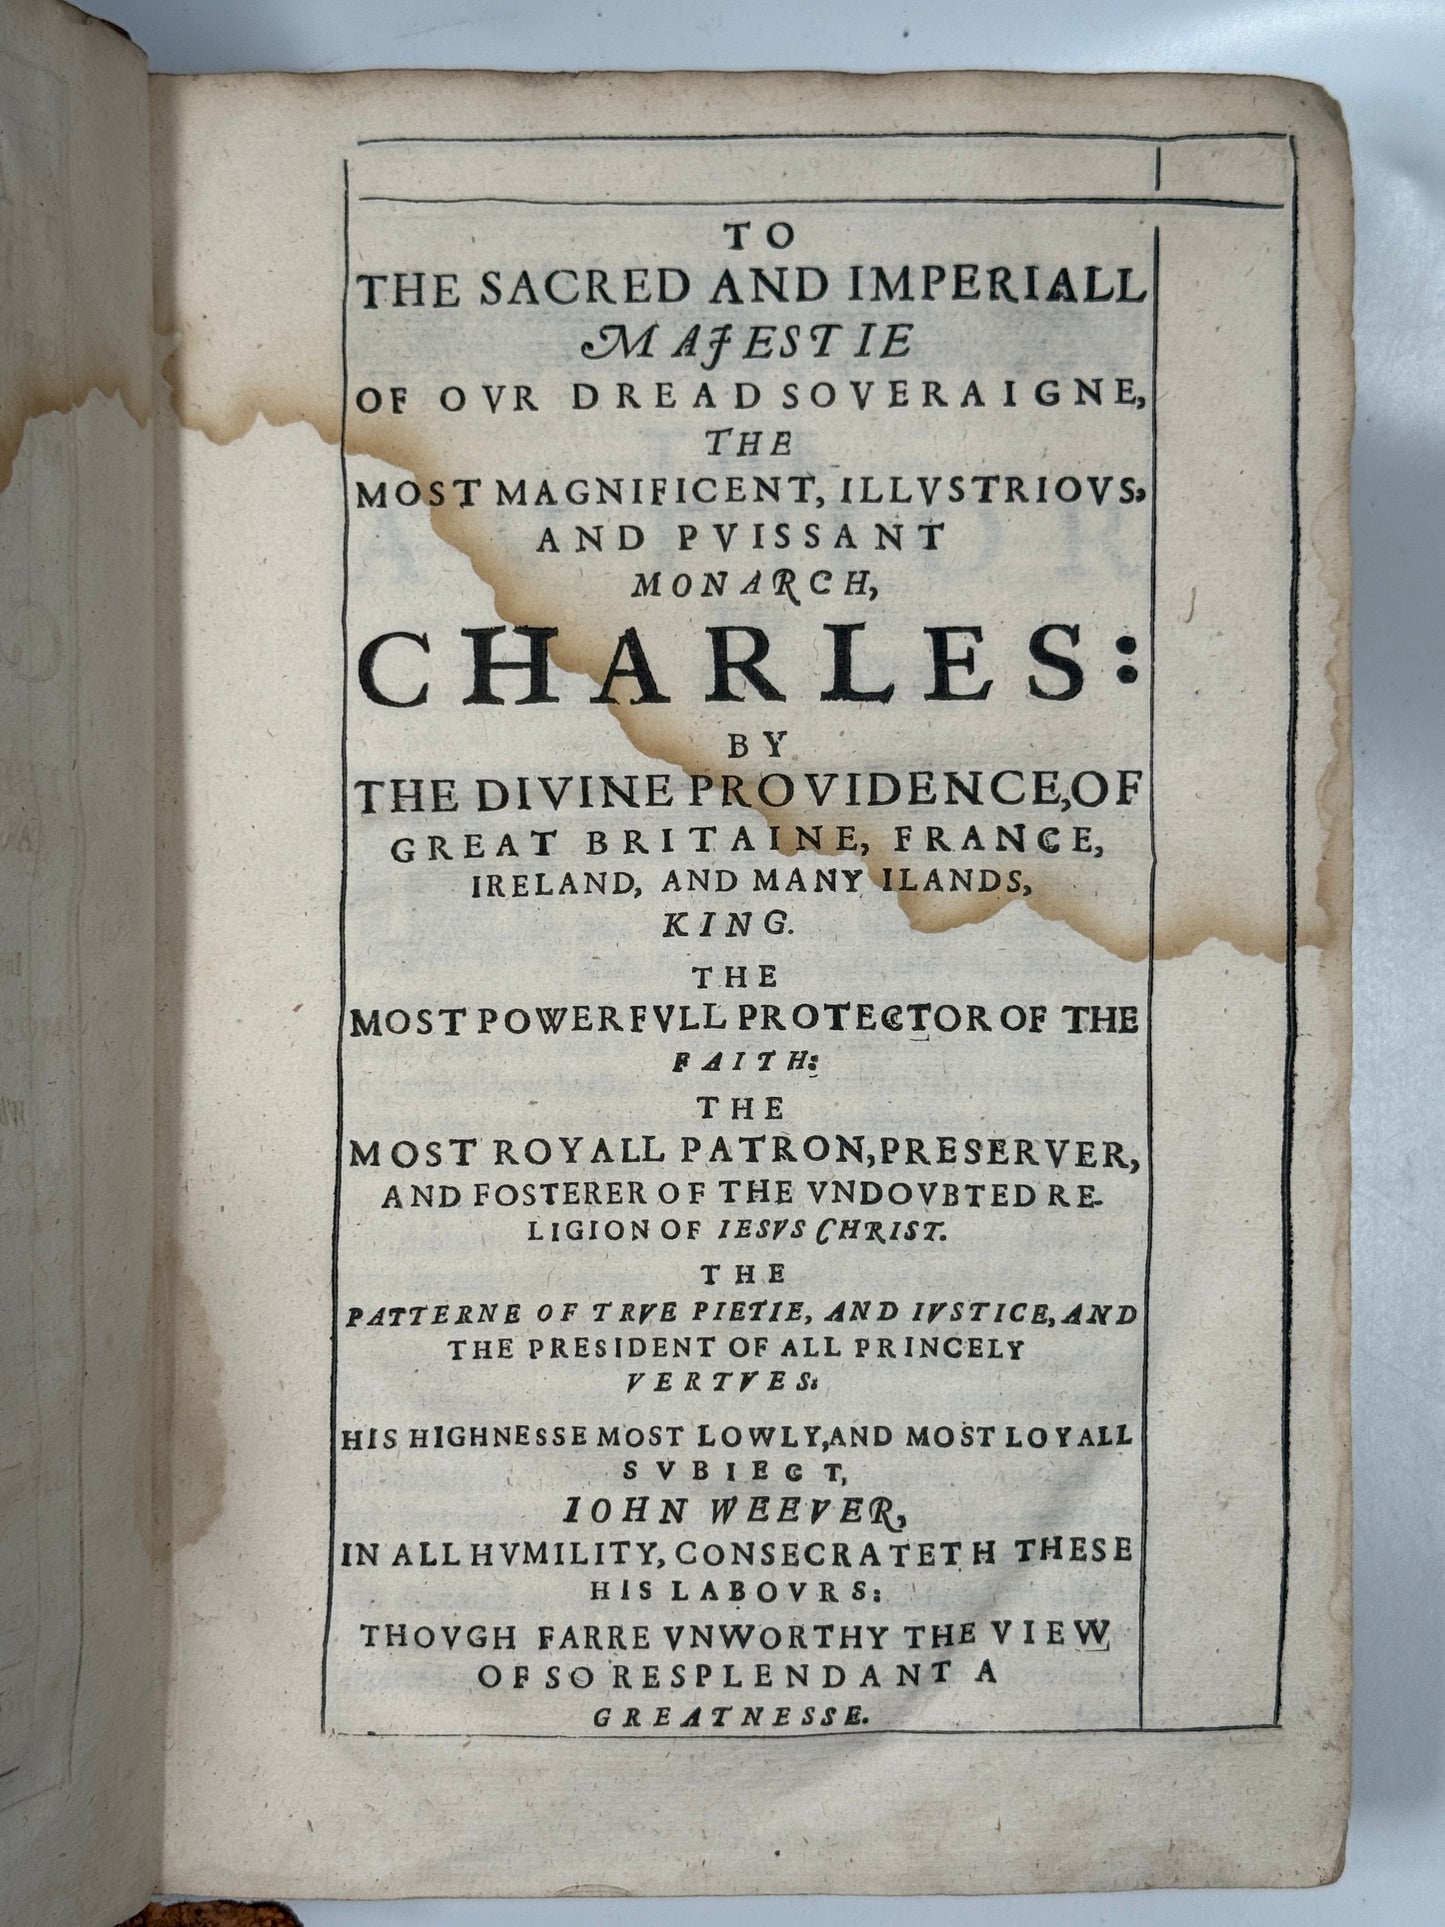 TO
THE SACRED AND IMPERIALL
MAJESTIE
OF OVR DREAD SOVERAIGNE,
THE
MOST MAGNIFICENT, ILLVSTRIOVS,
AND PVISSANT
MONARCH,
CHARLES:
BY
THE DIVINE PROVIDENCE, OF
GREAT BRITAINE, FRANCE,
IRELAND, AND MANY ILANDS,
KING.
THE
MOST POWERFVLL PROTECTOR OF THE
FAITH:
THE
MOST ROYALL PATRON, PRESERVER,
AND FOSTERER OF THE VNDOVBTED RE-
LIGION OF IESVS CHRIST.
THE
PATTERNE OF TRVE PIETIE, AND IVSTICE, AND
THE PRESIDENT OF ALL PRINCELY
VERTVES:
HIS HIGHNESSE MOST LOWLY, AND MOST LOYALL
SVBIECT,
IOHN WEEVER,
IN ALL HVMILITY, CONSECRATETH THESE
HIS LABOVRS:
THOVGH FARRE VNWORTHY THE VIEW
OF SO RESPLENDANT A
GREATNESSE.